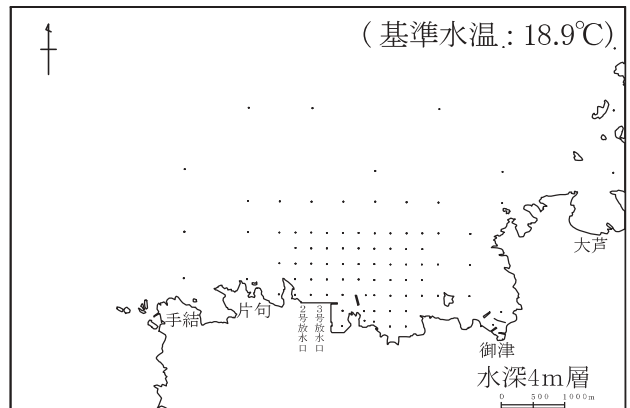 (基準水温:18.9℃)
大芦
手結
片句
2号放水口
3号放水口
御津
水深4m層
0 500 1000m